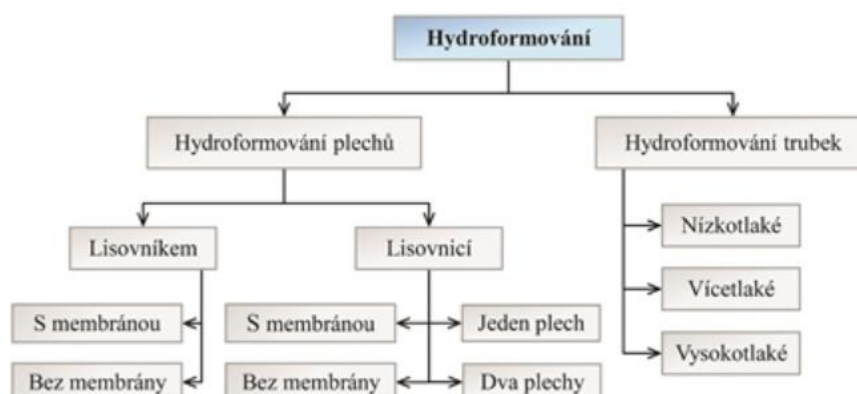 Hydroformování
Hydroformování plechů
Hydroformování trubek
Lisovníkem
Lisovnicí
Nízkotlaké
Vícetlaké
Vysokotlaké
S membránou
Bez membrány
S membránou
Jeden plech
Bez membrány
Dva plechy